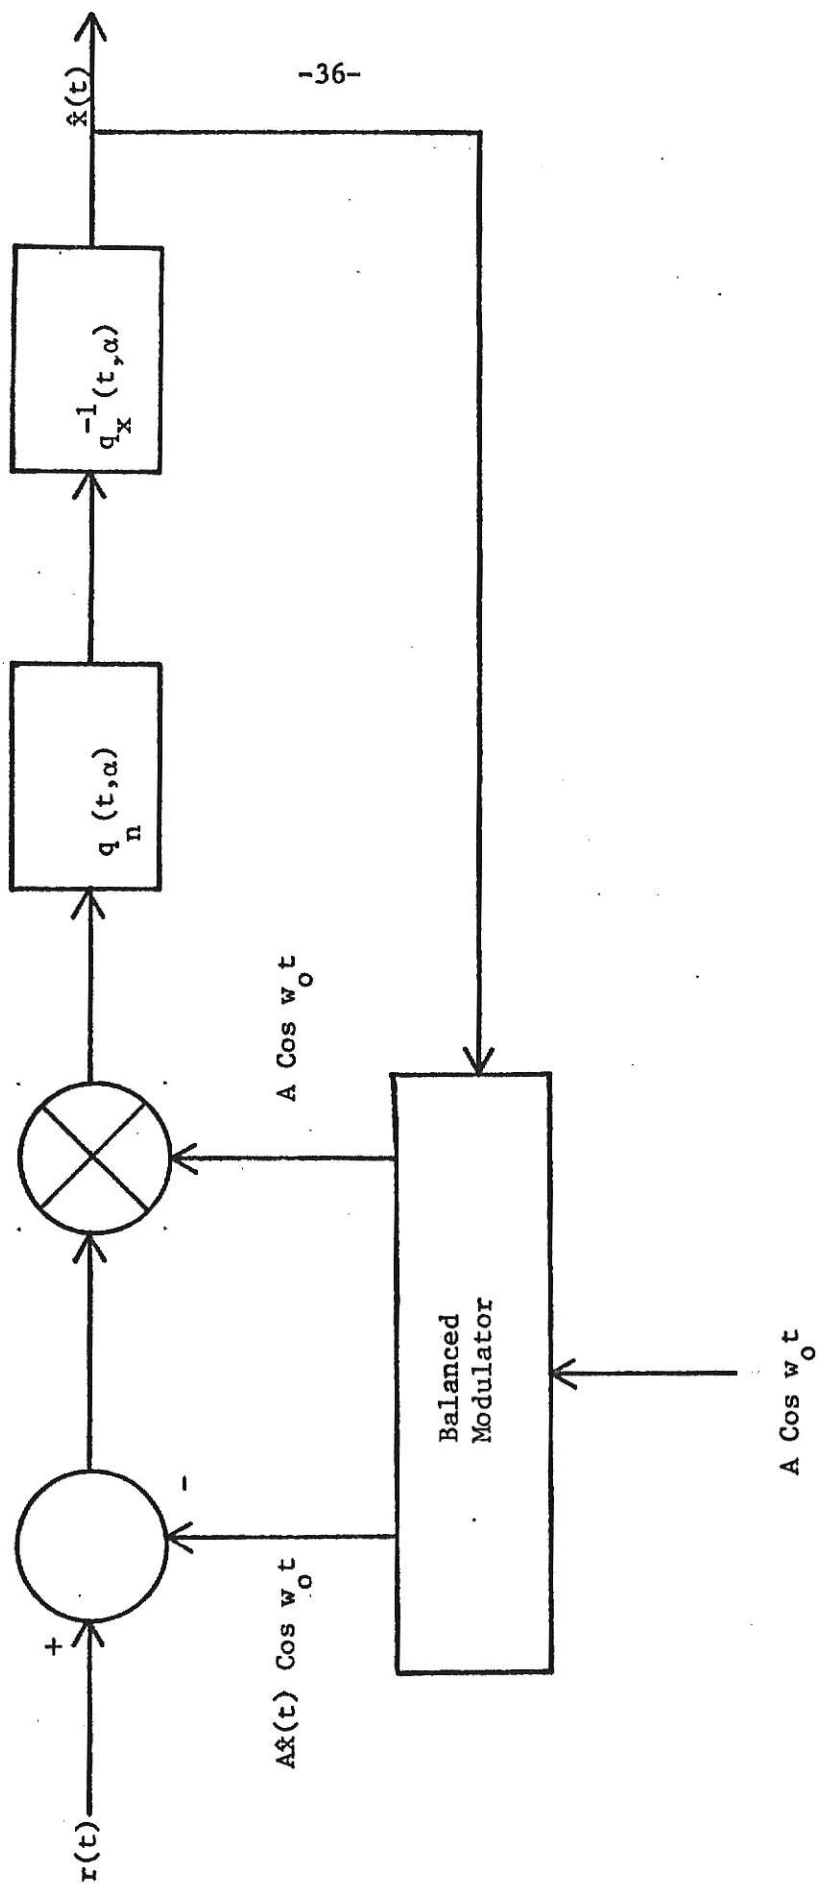 -36-
r(t)
+
-
A Cos w_o t
q_n (t,α)
q_x^{-1}(t,α)
x̂(t)
Ax̂(t) Cos w_o t
Balanced
Modulator
A Cos w_o t